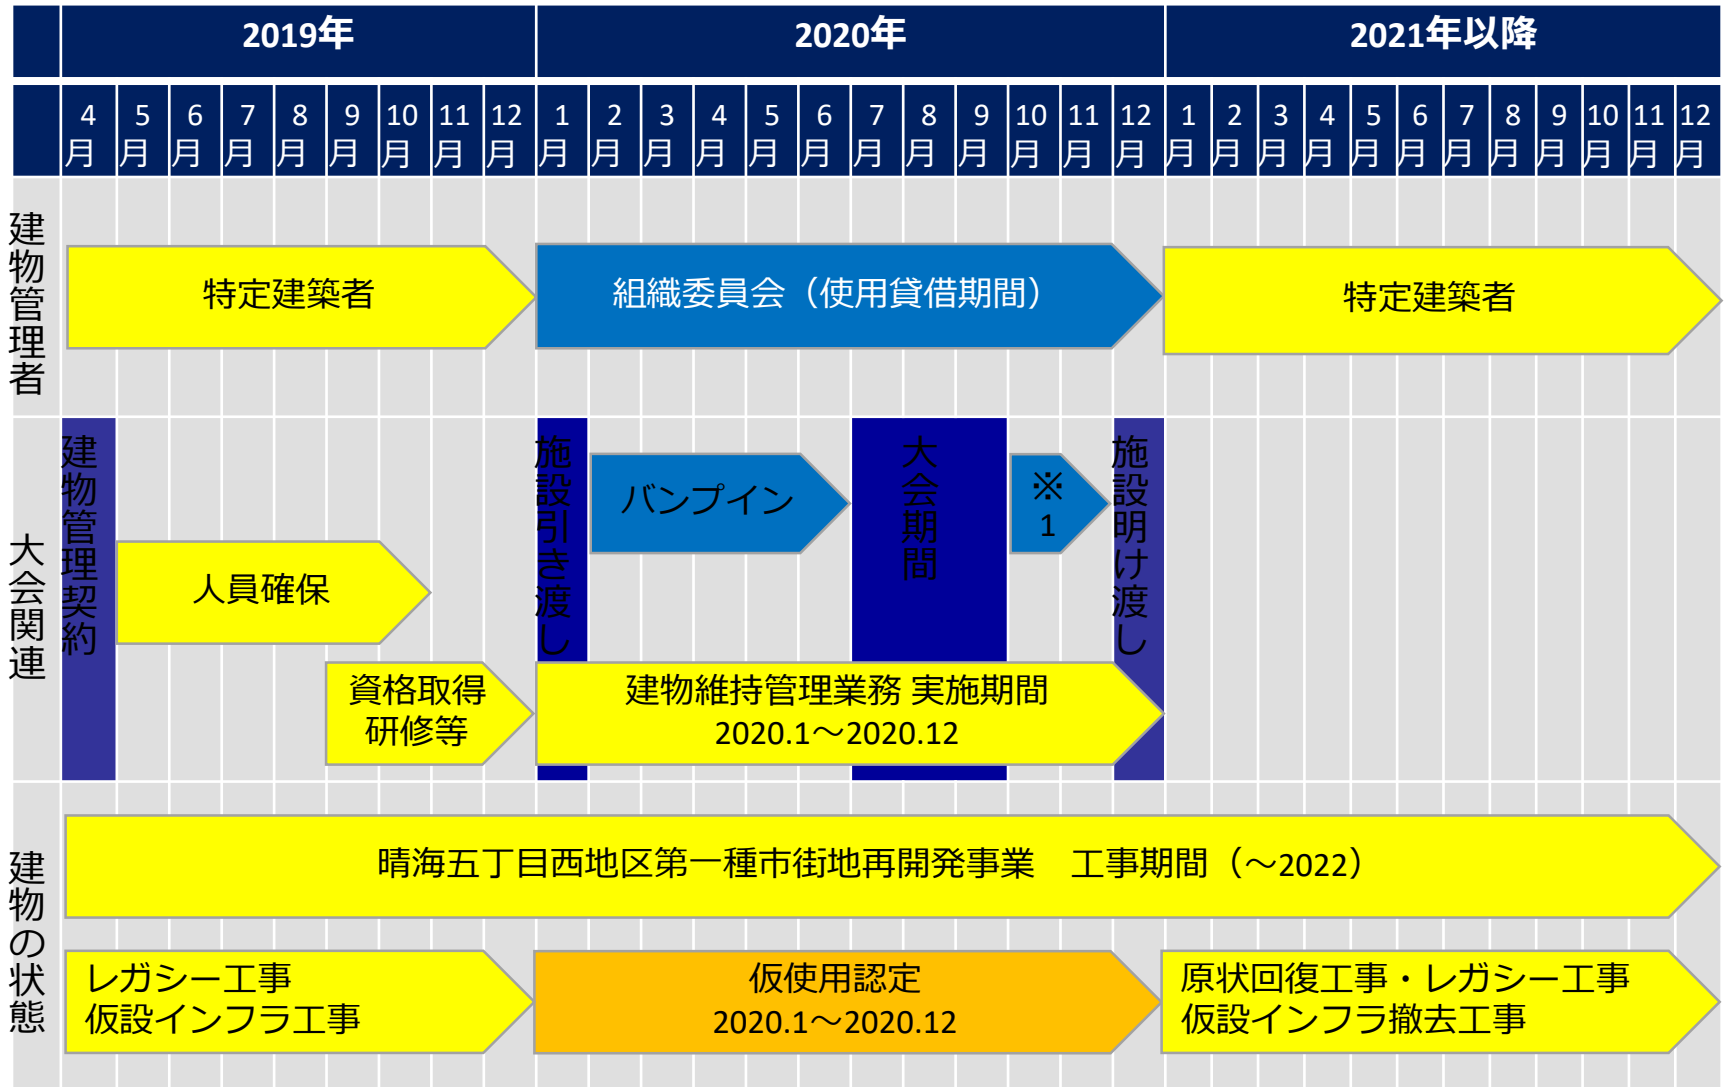 2019年
2020年
2021年以降
4月 5月 6月 7月 8月 9月 10月 11月 12月 1月 2月 3月 4月 5月 6月 7月 8月 9月 10月 11月 12月 1月 2月 3月 4月 5月 6月 7月 8月 9月 10月 11月 12月
建物管理者
特定建築者
組織委員会（使用貸借期間）
特定建築者
大会関連
建物管理契約
人員確保
資格取得
研修等
施設引き渡し
バンプイン
大会期間
※
1
施設明け渡し
建物維持管理業務 実施期間
2020.1～2020.12
建物の状態
晴海五丁目西地区第一種市街地再開発事業　工事期間（～2022）
レガシー工事
仮設インフラ工事
仮使用認定
2020.1～2020.12
原状回復工事・レガシー工事
仮設インフラ撤去工事